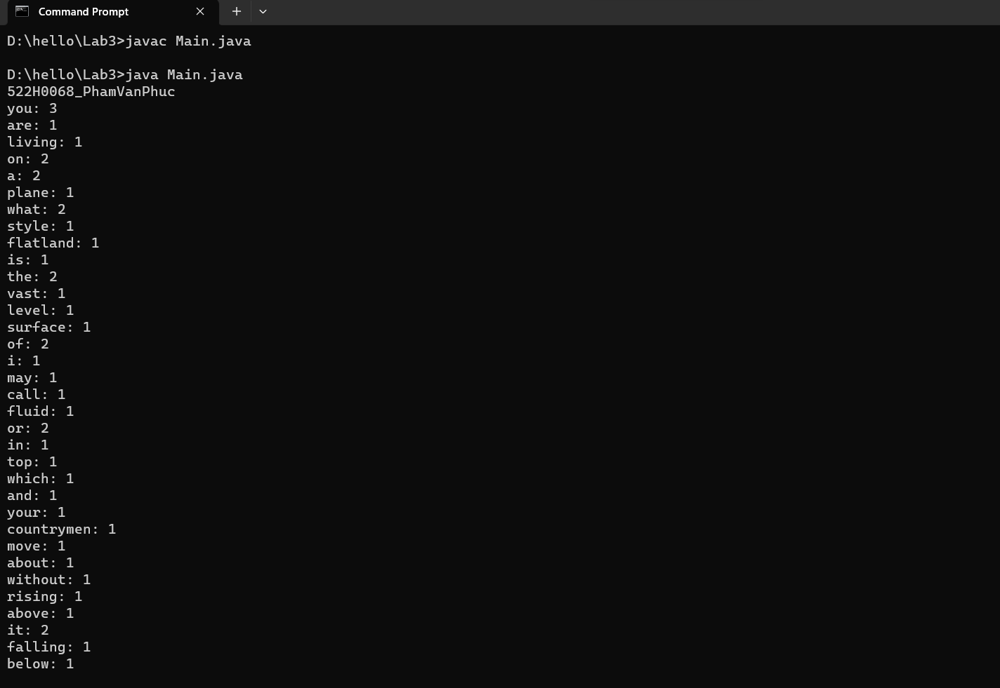 Command Prompt
D:\hello\Lab3>javac Main.java
D:\hello\Lab3>java Main.java
522H0068_PhamVanPhuc
you: 3
are: 1
living: 1
on: 2
a: 2
plane: 1
what: 2
style: 1
flatland: 1
is: 1
the: 2
vast: 1
level: 1
surface: 1
of: 2
i: 1
may: 1
call: 1
fluid: 1
or: 2
in: 1
top: 1
which: 1
and: 1
your: 1
countrymen: 1
move: 1
about: 1
without: 1
rising: 1
above: 1
it: 2
falling: 1
below: 1